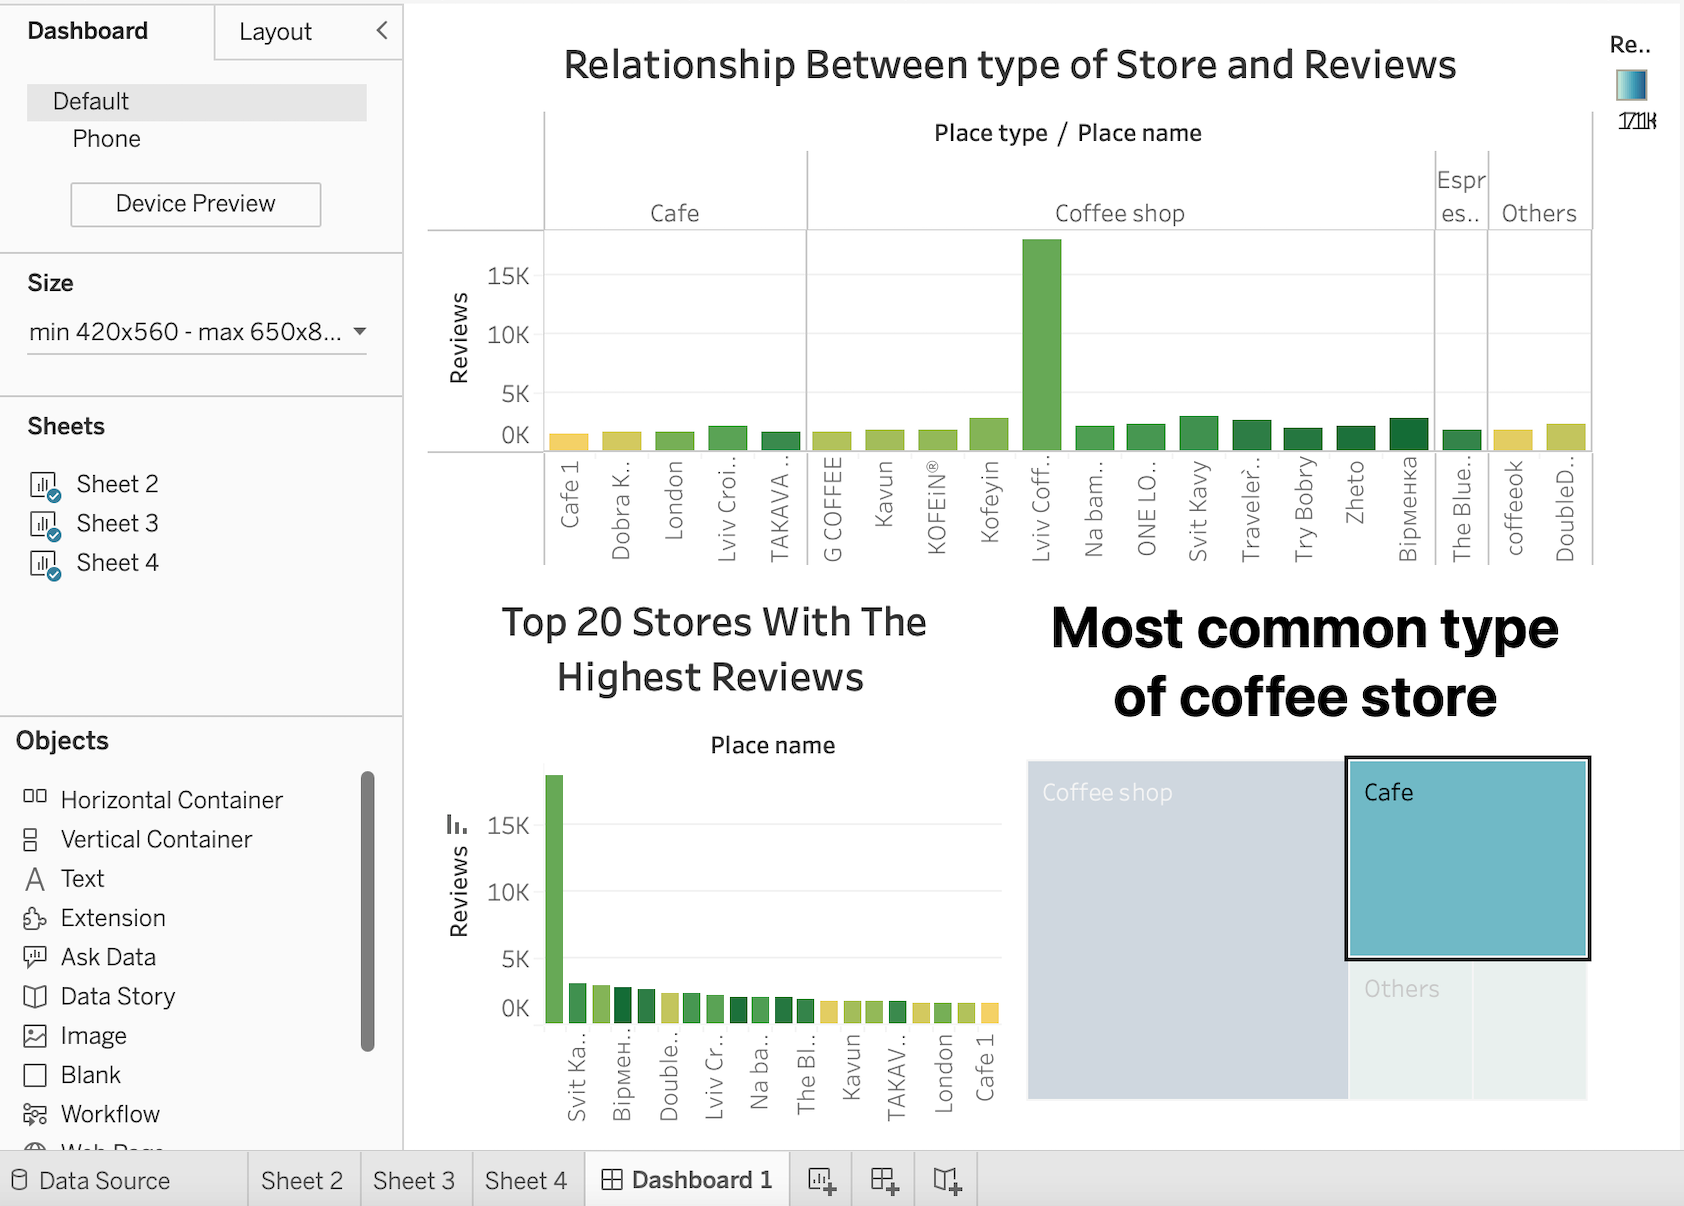 Dashboard
Layout
Default
Phone
Device Preview
Size
min 420x560 - max 650x8...
Sheets
Sheet 2
Sheet 3
Sheet 4
Objects
Horizontal Container
Vertical Container
Text
Extension
Ask Data
Data Story
Image
Blank
Workflow
Web Page
Relationship Between type of Store and Reviews
Re..
Place type / Place name
Cafe
Coffee shop
Espr
es..
Others
Reviews
15K
10K
5K
0K
Cafe 1
Dobra K..
London
Lviv Croi..
TAKAVA ..
G COFFEE
Kavun
KOFEiN®
Kofeyin
Lviv Coff..
Na bam..
ONE LO..
Svit Kavy
Traveler`..
Try Bobry
Zheto
Вірменка
The Blue..
coffeeok
DoubleD..
Top 20 Stores With The
Highest Reviews
Place name
Reviews
15K
10K
5K
0K
Svit Ka..
Вірмен..
Double..
Lviv Cr..
Na ba..
The Bl..
Kavun
TAKAV..
London
Cafe 1
Most common type
of coffee store
Coffee shop
Cafe
Others
Data Source
Sheet 2
Sheet 3
Sheet 4
Dashboard 1